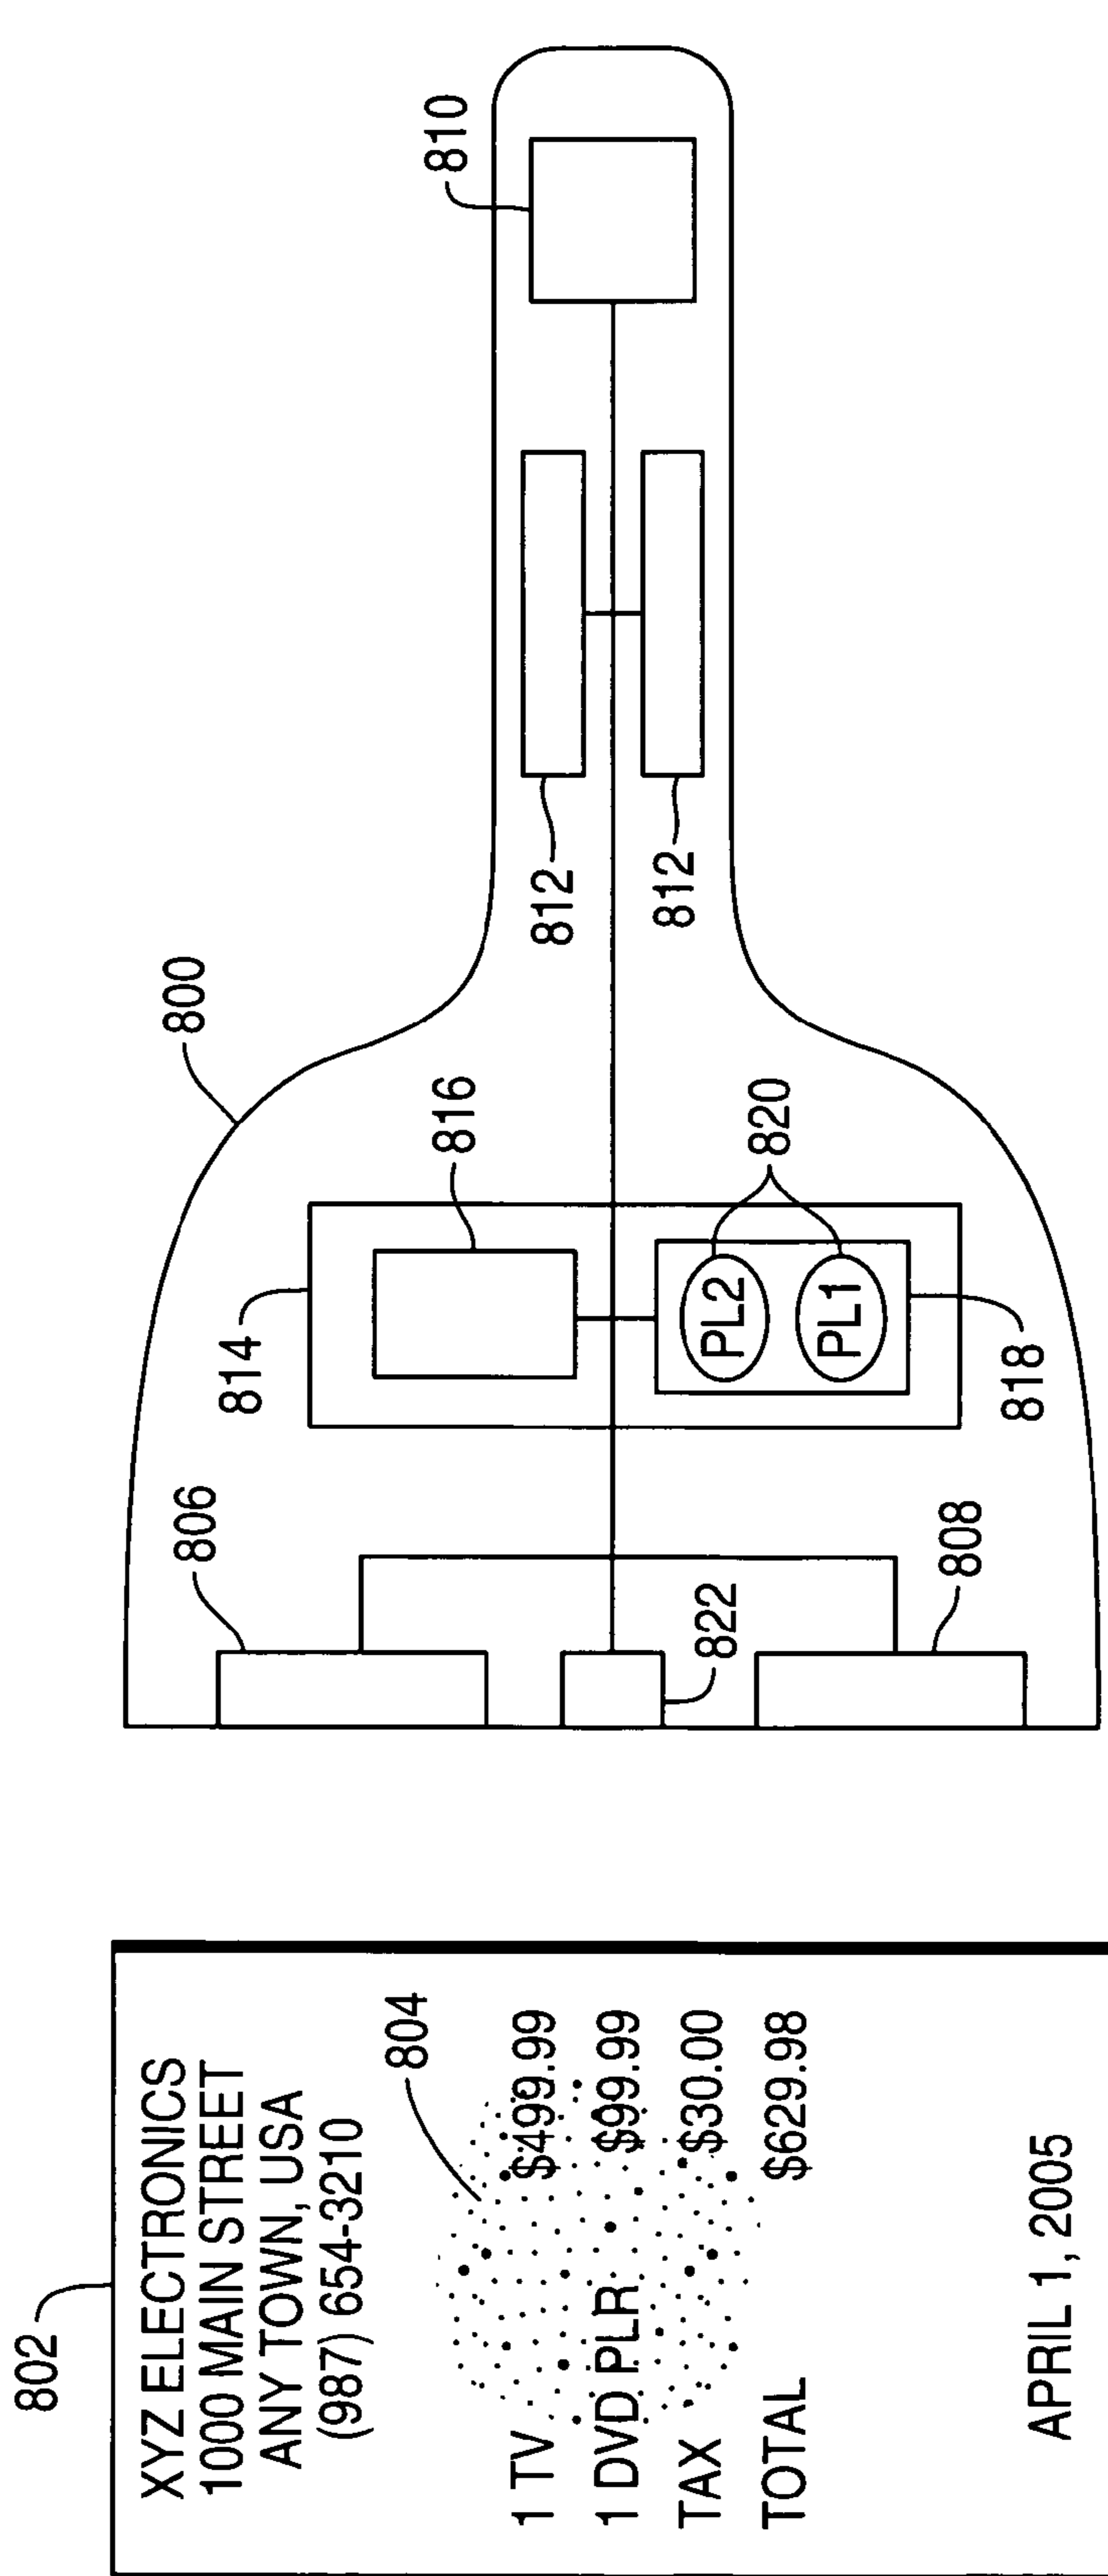 802
XYZ ELECTRONICS
1000 MAIN STREET
ANY TOWN, USA
(987) 654-3210
804
1 TV $499.99
1 DVD PLR $99.99
TAX $30.00
TOTAL $629.98
APRIL 1, 2005
800
806
814
816
810
812
812
822
808
PL2
PL1
820
818